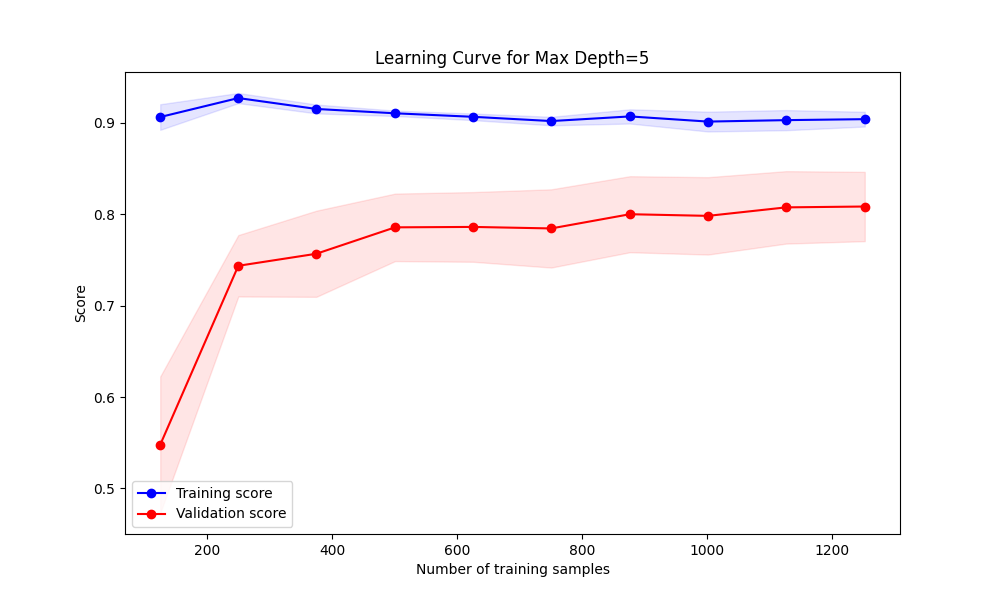 Learning Curve for Max Depth=5
Score
0.9
0.8
0.7
0.6
0.5
Training score
Validation score
200 400 600 800 1000 1200
Number of training samples